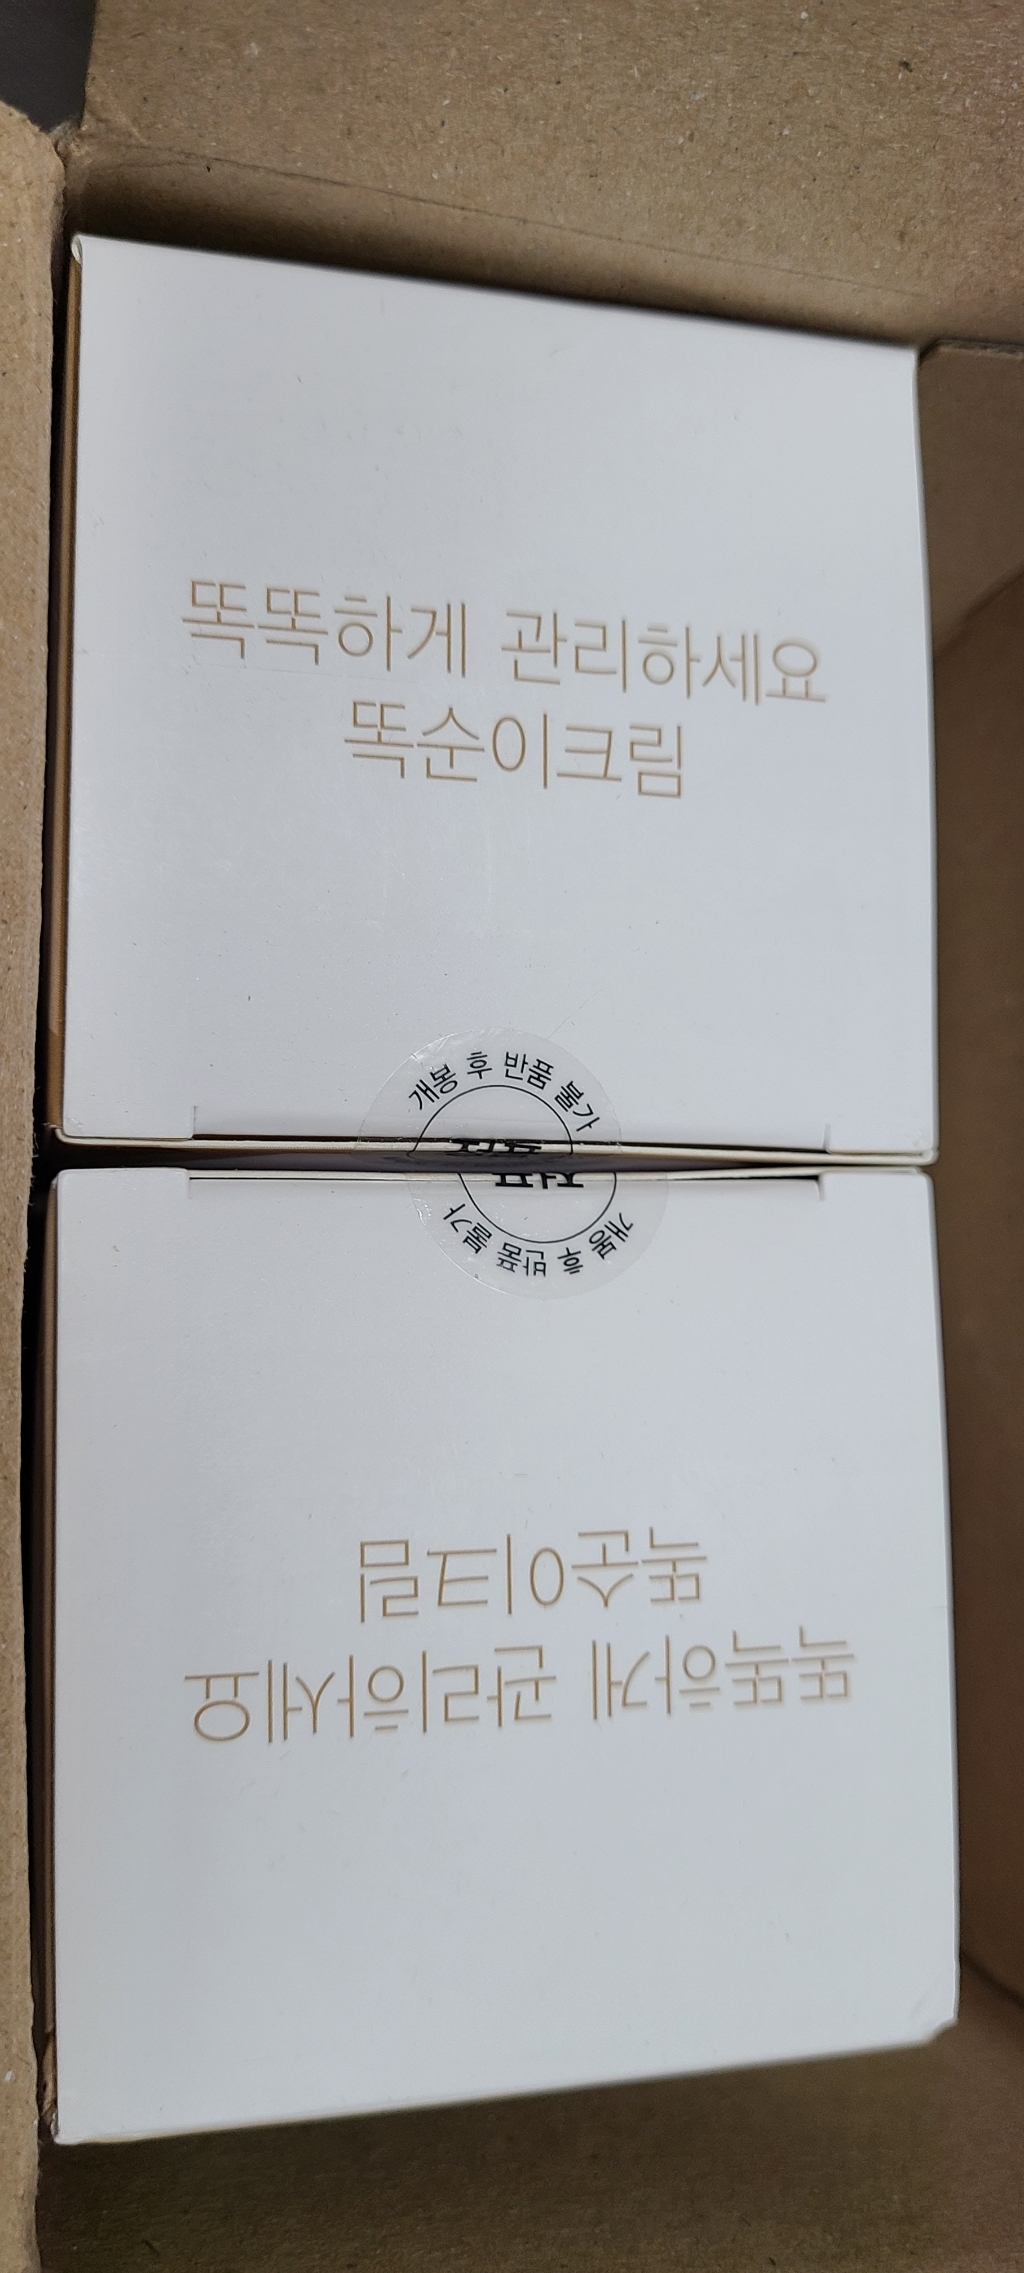 똑똑하게 관리하세요
똑순이크림
개봉 후 반품 불가
개봉 후 반품 불가
똑똑하게 관리하세요
똑순이크림